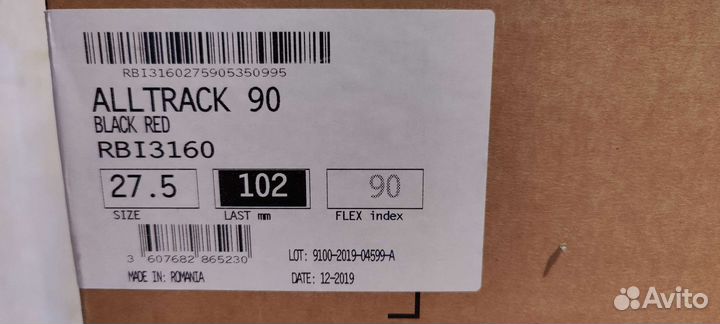 RBI3160275905350995
ALLTRACK 90
BLACK RED
RBI3160
27.5 102 90
SIZE LAST mm FLEX index
3 607682 865230
LOT: 9100-2019-04599-A
MADE IN: ROMANIA DATE: 12-2019
Avito